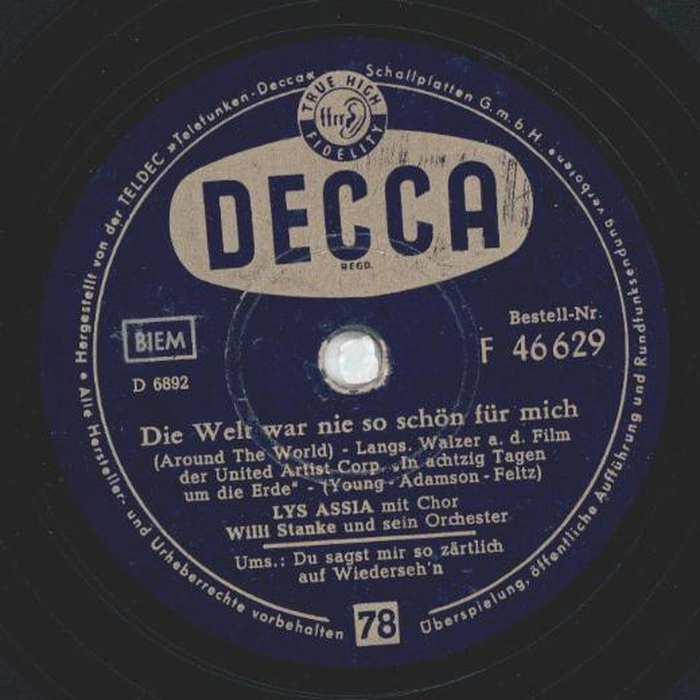 TRUE HIGH
ffrr
FIDELITY
DECCA
REGD.
BIEM
D 6892
Bestell-Nr.
F 46629
Die Welt war nie so schön für mich
(Around The World) - Langs. Walzer a. d. Film
der United Artist Corp. „In achtzig Tagen
um die Erde" - (Young - Adamson - Feltz)
LYS ASSIA mit Chor
Willi Stanke und sein Orchester
Ums.: Du sagst mir so zärtlich
auf Wiederseh'n
78
• Hergestellt von der TELDEC »Telefunken-Decca« Schallplatten G.m.b.H. •
Alle Hersteller- und Urheberrechte vorbehalten
Überspielung, öffentliche Aufführung und Rundfunksendung verboten.